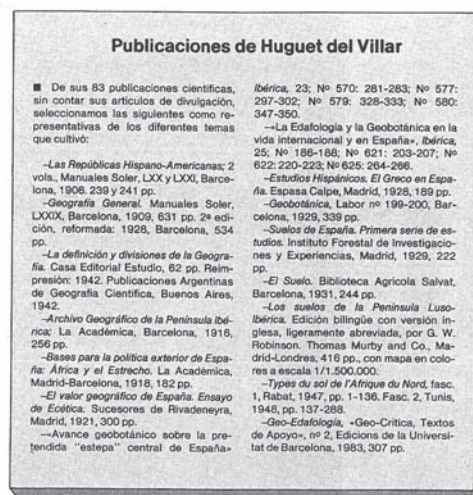 Publicaciones de Huguet del Villar
■ De sus 83 publicaciones científicas,
sin contar sus artículos de divulgación,
seleccionamos las siguientes como re-
presentativas de los diferentes temas
que cultivó:
–Las Repúblicas Hispano-Americanas; 2
vols., Manuales Soler, LXX y LXXI, Barce-
lona, 1906. 239 y 241 pp.
–Geografía General. Manuales Soler,
LXXIX, Barcelona, 1909, 631 pp. 2ª edi-
ción, reformada: 1928, Barcelona, 534
pp.
–La definición y divisiones de la Geogra-
fía. Casa Editorial Estudio, 62 pp. Reim-
presión: 1942. Publicaciones Argentinas
de Geografía Científica, Buenos Aires,
1942.
–Archivo Geográfico de la Península Ibé-
rica; La Académica, Barcelona, 1916,
256 pp.
–Bases para la política exterior de Espa-
ña: África y el Estrecho. La Académica,
Madrid-Barcelona, 1918, 182 pp.
–El valor geográfico de España. Ensayo
de Ecética. Sucesores de Rivadeneyra,
Madrid, 1921, 300 pp.
–«Avance geobotánico sobre la pre-
tendida "estepa" central de España»
Ibérica, 23; Nº 570: 281-283; Nº 577:
297-302; Nº 579: 328-333; Nº 580:
347-350.
–«La Edafología y la Geobotánica en la
vida internacional y en España», Ibérica,
25; Nº 186-188; Nº 621: 203-207; Nº
622: 220-223; Nº 625: 264-266.
–Estudios Hispánicos. El Greco en Espa-
ña. Espasa Calpe, Madrid, 1928, 189 pp.
–Geobotánica, Labor nº 199-200, Bar-
celona, 1929, 339 pp.
–Suelos de España. Primera serie de es-
tudios. Instituto Forestal de Investigacio-
nes y Experiencias, Madrid, 1929, 222
pp.
–El Suelo. Biblioteca Agrícola Salvat,
Barcelona, 1931, 244 pp.
–Los suelos de la Península Luso-
Ibérica. Edición bilingüe con versión in-
glesa, ligeramente abreviada, por G. W.
Robinson. Thomas Murby and Co., Ma-
drid-Londres, 416 pp., con mapa en colo-
res a escala 1/1.500.000.
–Types du sol de l'Afrique du Nord, fasc.
1, Rabat, 1947, pp. 1-136. Fasc. 2, Tunis,
1948, pp. 137-288.
–Geo-Edafología, «Geo-Crítica, Textos
de Apoyo», nº 2, Edicions de la Universi-
tat de Barcelona, 1983, 307 pp.